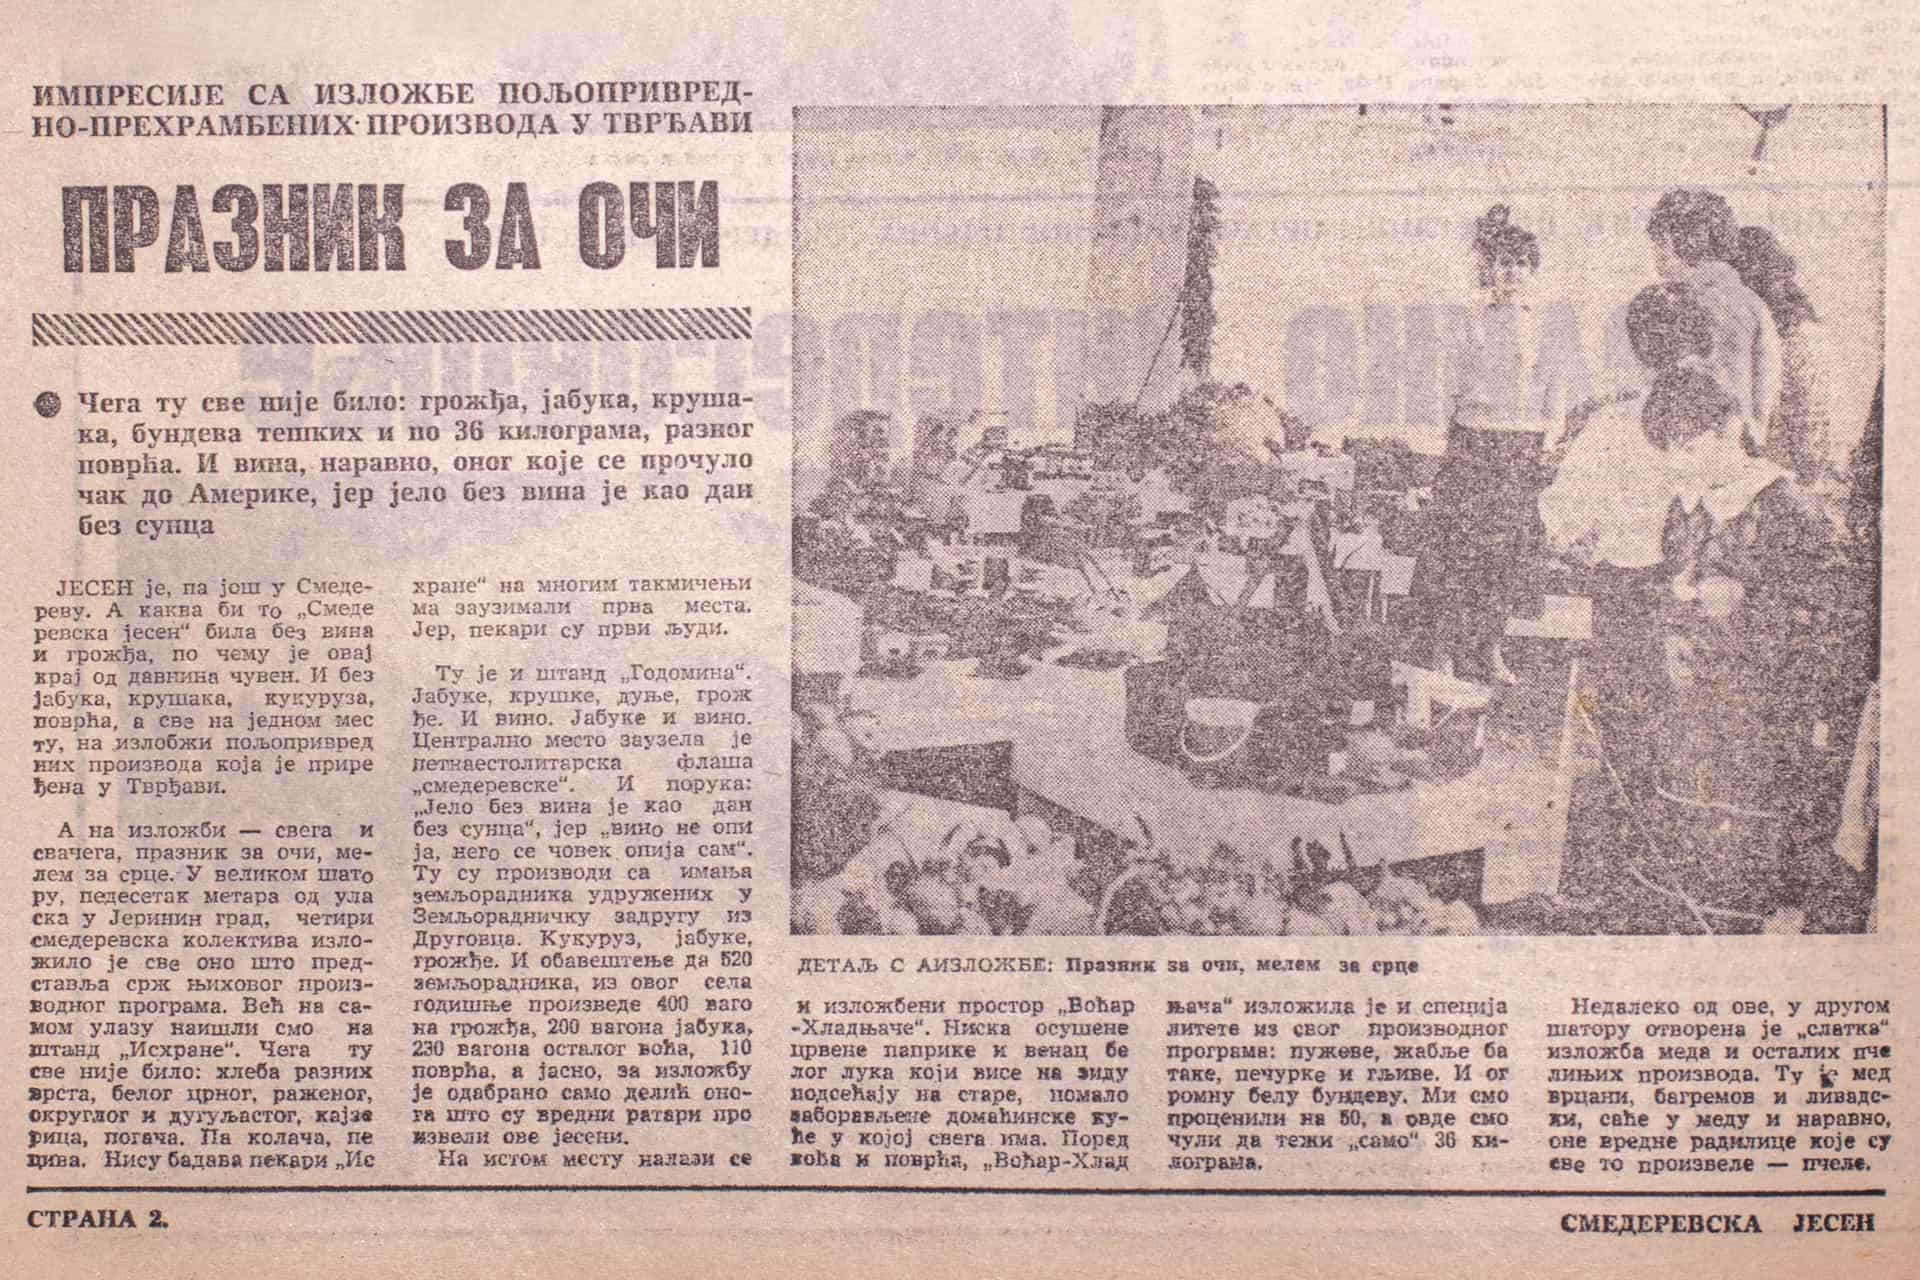 ИМПРЕСИЈЕ СА ИЗЛОЖБЕ ПОЉОПРИВРЕД-
НО-ПРЕХРАМБЕНИХ ПРОИЗВОДА У ТВРЂАВИ
ПРАЗНИК ЗА ОЧИ
Чега ту све није било: грожђа, јабука, круша-
ка, бундева тешких и по 36 килограма, разног
поврћа. И вина, наравно, оног које се прочуло
чак до Америке, јер јело без вина је као дан
без сунца
ЈЕСЕН је, па још у Смеде-
реву. А каква би то „Смеде
ревска јесен“ била без вина
и грожђа, по чему је овај
крај од давнина чувен. И без
јабука, крушака, кукуруза,
поврћа, а све на једном мес
ту, на излобжи пољопривред
них производа која је прире
ђена у Тврђави.
А на изложби — свега и
свачега, празник за очи, ме-
лем за срце. У великом шато
ру, педесетак метара од ула
ска у Јеринин град, четири
смедеревска колектива изло-
жило је све оно што пред-
ставља срж њиховог произ-
водног програма. Већ на са-
мом улазу наишли смо на
штанд „Исхране“. Чега ту
све није било: хлеба разних
врста, белог црног, раженог,
округлог и дугуљастог, кајзе
рица, погача. Па колача, пе
цива. Нису бадава пекари „Ис
хране“ на многим такмичењи
ма заузимали прва места.
Јер, пекари су први људи.
Ту је и штанд „Годомина“.
Јабуке, крушке, дуње, грож
ђе. И вино. Јабуке и вино.
Централно место заузела је
петнаестолитарска флаша
„смедеревске“. И порука:
„Јело без вина је као дан
без сунца“, јер „вино не опи
ја, него се човек опија сам“.
Ту су производи са имања
земљорадника удружених у
Земљорадничку задругу из
Друговца. Кукуруз, јабуке,
грожђе. И обавештење да 520
земљорадника, из овог села
годишње произведе 400 ваго
на грожђа, 200 вагона јабука,
230 вагона осталог воћа, 110
поврћа, а јасно, за изложбу
је одабрано само делић оно-
га што су вредни ратари про
извели ове јесени.
На истом месту налази се
ДЕТАЉ С АИЗЛОЖБЕ: Празник за очи, мелем за срце
и изложбени простор „Воћар
-Хладњаче“. Ниска осушене
црвене паприке и венац бе
лог лука који висе на зиду
подсећају на старе, помало
заборављене домаћинске ку-
ће у којој свега има. Поред
воћа и поврћа, „Воћар-Хлад
њача“ изложила је и специја
литете из свог производног
програма: пужеве, жабље ба
таке, печурке и гљиве. И ог
ромну белу бундеву. Ми смо
проценили на 50, а овде смо
чули да тежи „само“ 36 ки-
лограма.
Недалеко од ове, у другом
шатору отворена је „слатка“
изложба меда и осталих пче
лињих производа. Ту је мед
врцани, багремов и ливадс-
ки, саће у меду и наравно,
оне вредне радилице које су
све то произвеле — пчеле.
СТРАНА 2.
СМЕДЕРЕВСКА ЈЕСЕН